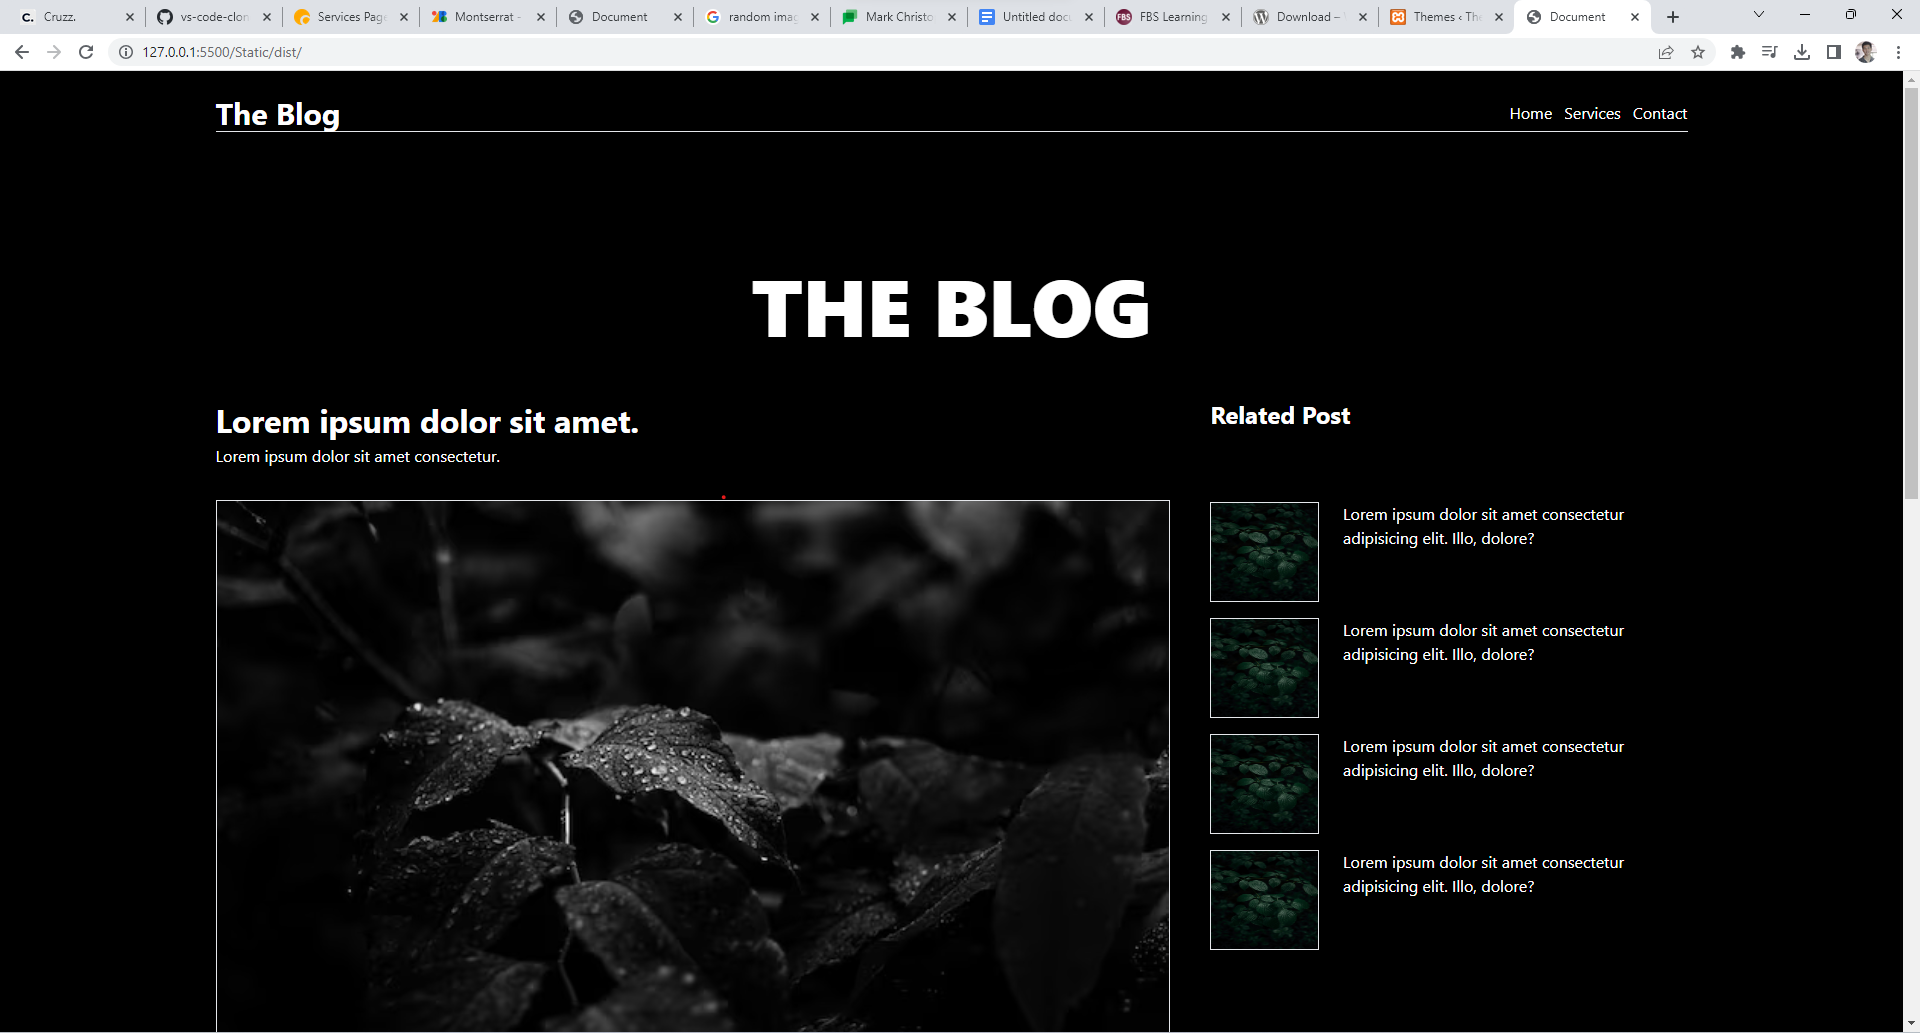 C. Cruzz.
vs-code-clon
Services Page
Montserrat -
Document
random imag
Mark Christo
Untitled docu
FBS FBS Learning
Download –
Themes ‹ The
Document
127.0.0.1:5500/Static/dist/
The Blog
Home Services Contact
THE BLOG
Lorem ipsum dolor sit amet.
Lorem ipsum dolor sit amet consectetur.
Related Post
Lorem ipsum dolor sit amet consectetur
adipisicing elit. Illo, dolore?
Lorem ipsum dolor sit amet consectetur
adipisicing elit. Illo, dolore?
Lorem ipsum dolor sit amet consectetur
adipisicing elit. Illo, dolore?
Lorem ipsum dolor sit amet consectetur
adipisicing elit. Illo, dolore?